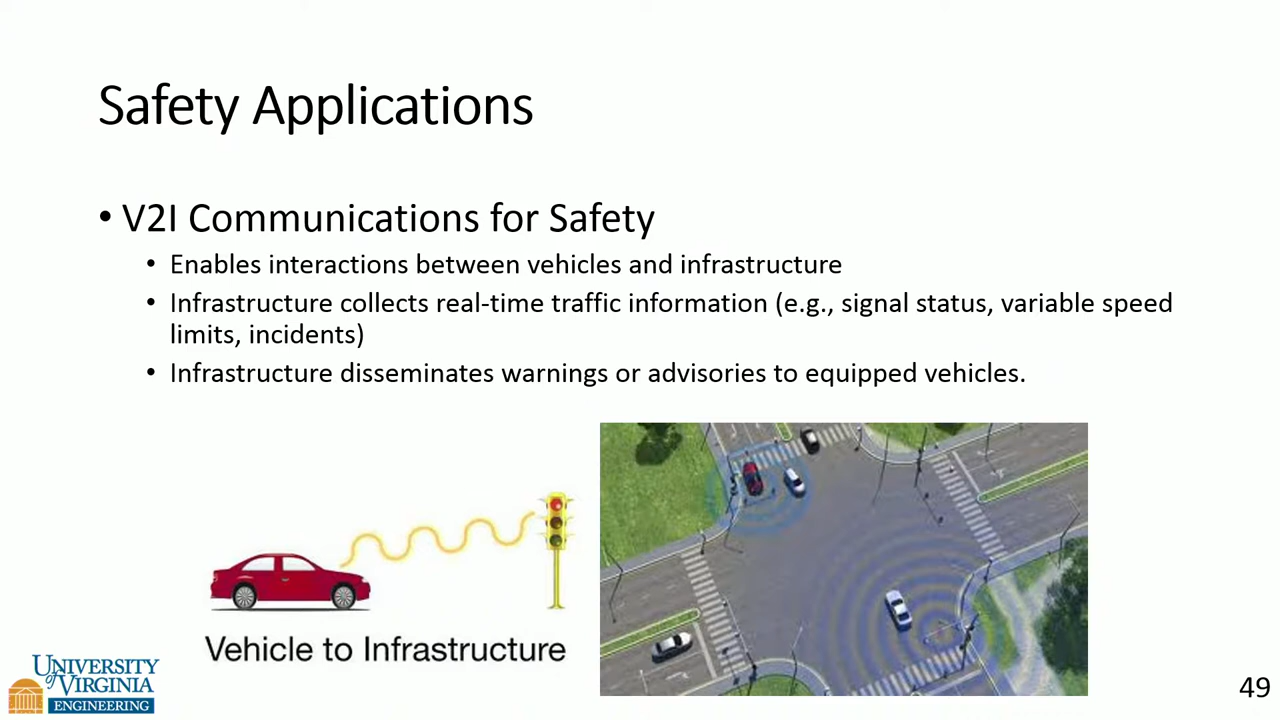 Safety Applications
• V2I Communications for Safety
• Enables interactions between vehicles and infrastructure
• Infrastructure collects real-time traffic information (e.g., signal status, variable speed
limits, incidents)
• Infrastructure disseminates warnings or advisories to equipped vehicles.
Vehicle to Infrastructure
UNIVERSITY
of VIRGINIA
ENGINEERING
49